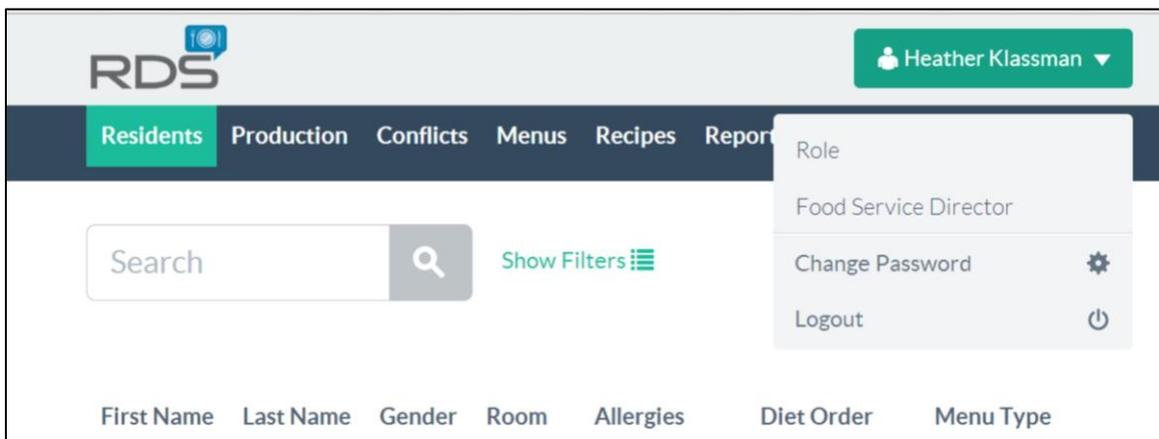 RDS
Heather Klassman
Residents Production Conflicts Menus Recipes Report
Role
Food Service Director
Search
Show Filters
Change Password
Logout
First Name Last Name Gender Room Allergies Diet Order Menu Type